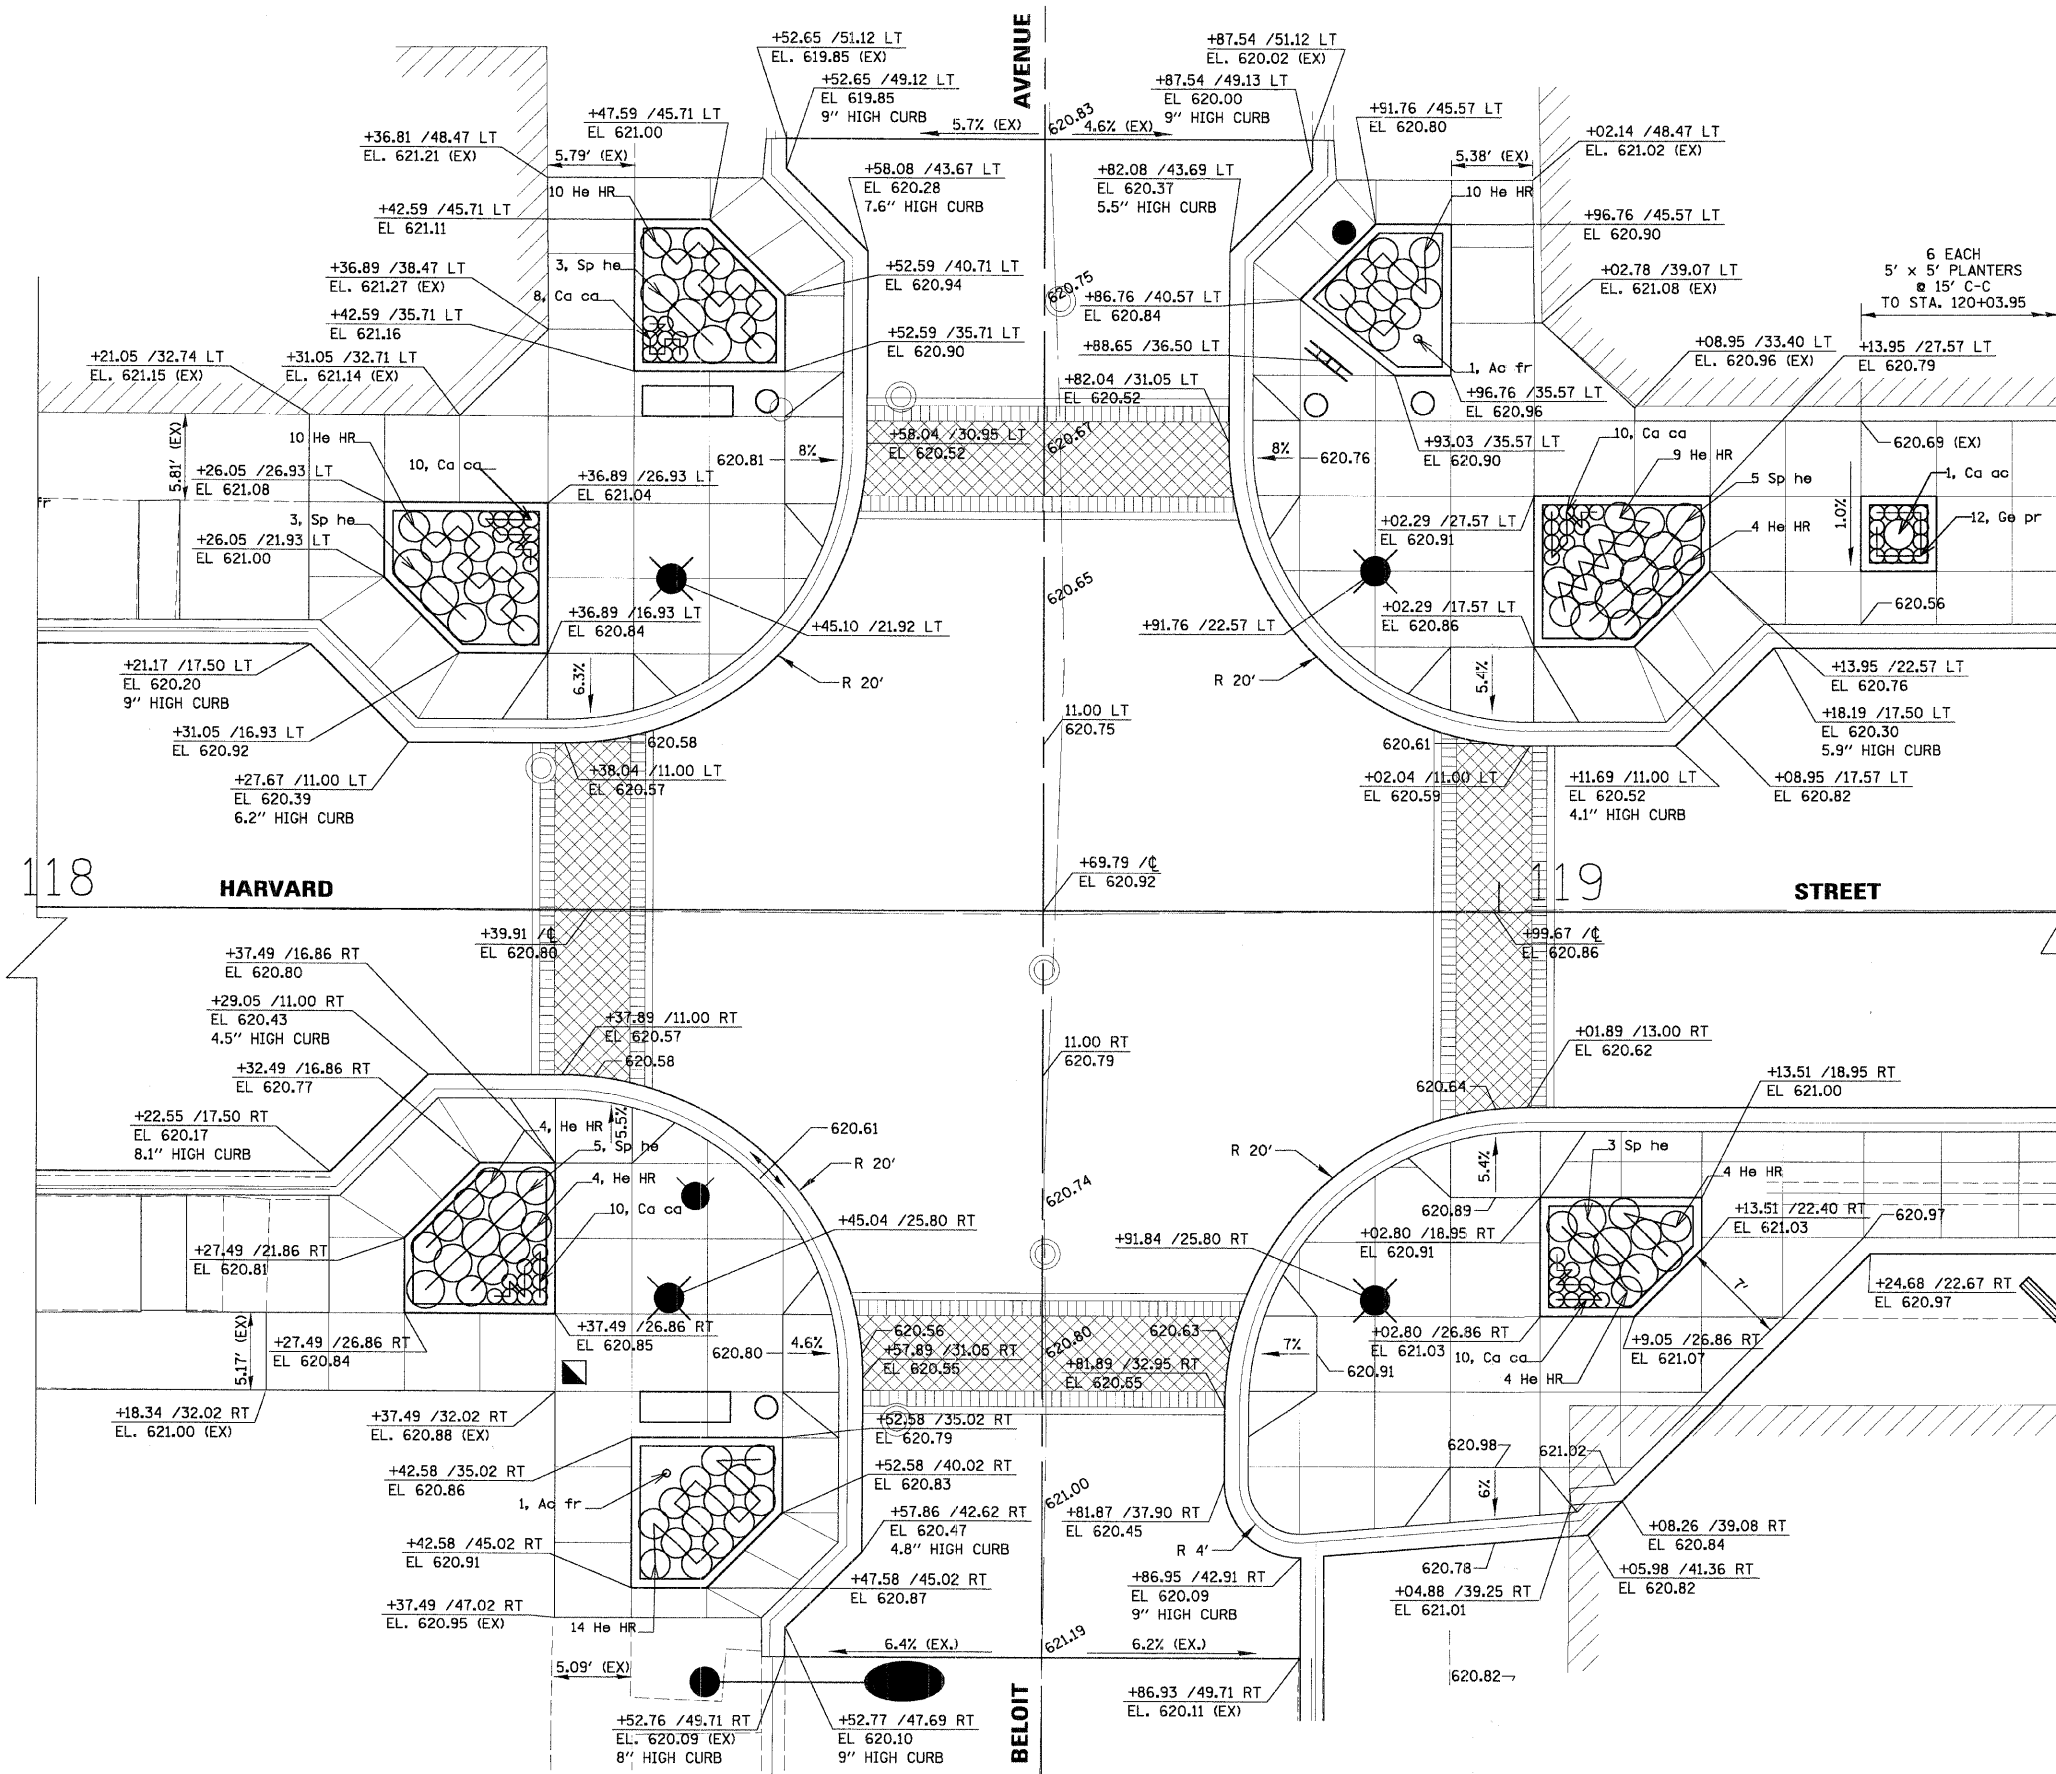 AVENUE
+52.65 /51.12 LT
EL. 619.85 (EX)
+52.65 /49.12 LT
EL 619.85
9" HIGH CURB
+87.54 /51.12 LT
EL. 620.02 (EX)
+87.54 /49.13 LT
EL 620.00
9" HIGH CURB
5.7% (EX)
4.6% (EX)
620.83
+47.59 /45.71 LT
EL 621.00
+36.81 /48.47 LT
EL. 621.21 (EX)
5.79' (EX)
+91.76 /45.57 LT
EL 620.80
+02.14 /48.47 LT
EL. 621.02 (EX)
5.38' (EX)
+58.08 /43.67 LT
EL 620.28
7.6" HIGH CURB
+82.08 /43.69 LT
EL 620.37
5.5" HIGH CURB
10 He HR
10 He HR
+42.59 /45.71 LT
EL 621.11
+96.76 /45.57 LT
EL 620.90
6 EACH
5' x 5' PLANTERS
@ 15' C-C
TO STA. 120+03.95
+36.89 /38.47 LT
EL. 621.27 (EX)
3, Sp he
8, Ca ca
+52.59 /40.71 LT
EL 620.94
620.75
+86.76 /40.57 LT
EL 620.84
+02.78 /39.07 LT
EL. 621.08 (EX)
+42.59 /35.71 LT
EL 621.16
+52.59 /35.71 LT
EL 620.90
+88.65 /36.50 LT
+21.05 /32.74 LT
EL. 621.15 (EX)
+31.05 /32.71 LT
EL. 621.14 (EX)
+82.04 /31.05 LT
EL 620.52
1, Ac fr
+96.76 /35.57 LT
EL 620.96
+08.95 /33.40 LT
EL. 620.96 (EX)
+13.95 /27.57 LT
EL 620.79
5.81' (EX)
10 He HR
10, Ca ca
+58.04 /30.95 LT
EL 620.52
620.67
+93.03 /35.57 LT
EL 620.90
10, Ca ca
9 He HR
620.69 (EX)
+26.05 /26.93 LT
EL 621.08
+36.89 /26.93 LT
EL 621.04
620.81
8%
8%
620.76
5 Sp he
1, Ca ac
1.0%
fr
3, Sp he
+26.05 /21.93 LT
EL 621.00
+02.29 /27.57 LT
EL 620.91
4 He HR
12, Ge pr
620.65
+36.89 /16.93 LT
EL 620.84
+45.10 /21.92 LT
+91.76 /22.57 LT
+02.29 /17.57 LT
EL 620.86
620.56
+21.17 /17.50 LT
EL 620.20
9" HIGH CURB
6.3%
R 20'
R 20'
5.4%
+13.95 /22.57 LT
EL 620.76
+31.05 /16.93 LT
EL 620.92
620.58
11.00 LT
620.75
620.61
+18.19 /17.50 LT
EL 620.30
5.9" HIGH CURB
+27.67 /11.00 LT
EL 620.39
6.2" HIGH CURB
+38.04 /11.00 LT
EL 620.57
+02.04 /11.00 LT
EL 620.59
+11.69 /11.00 LT
EL 620.52
4.1" HIGH CURB
+08.95 /17.57 LT
EL 620.82
118
HARVARD
+69.79 /℄
EL 620.92
119
STREET
+39.91 /℄
EL 620.80
+99.67 /℄
EL 620.86
+37.49 /16.86 RT
EL 620.80
+29.05 /11.00 RT
EL 620.43
4.5" HIGH CURB
+37.89 /11.00 RT
EL 620.57
620.58
11.00 RT
620.79
+01.89 /13.00 RT
EL 620.62
+32.49 /16.86 RT
EL 620.77
620.64
+13.51 /18.95 RT
EL 621.00
+22.55 /17.50 RT
EL 620.17
8.1" HIGH CURB
4, He HR
5.5%
5, Sp he
620.61
R 20'
R 20'
5.4%
3 Sp he
4, He HR
4 He HR
620.74
10, Ca ca
620.89
+45.04 /25.80 RT
+91.84 /25.80 RT
+02.80 /18.95 RT
EL 620.91
+13.51 /22.40 RT
EL 621.03
620.97
+27.49 /21.86 RT
EL 620.81
7'
+24.68 /22.67 RT
EL 620.97
5.17' (EX)
+27.49 /26.86 RT
EL 620.84
+37.49 /26.86 RT
EL 620.85
620.80
4.6%
620.56
+57.89 /31.05 RT
EL 620.55
620.80
620.63
+81.89 /32.95 RT
EL 620.55
7%
620.91
+02.80 /26.86 RT
EL 621.03
10, Ca ca
4 He HR
+9.05 /26.86 RT
EL 621.07
+18.34 /32.02 RT
EL. 621.00 (EX)
+37.49 /32.02 RT
EL. 620.88 (EX)
+52.58 /35.02 RT
EL 620.79
+42.58 /35.02 RT
EL 620.86
+52.58 /40.02 RT
EL 620.83
620.98
621.02
1, Ac fr
621.00
6%
+57.86 /42.62 RT
EL 620.47
4.8" HIGH CURB
+81.87 /37.90 RT
EL 620.45
+42.58 /45.02 RT
EL 620.91
R 4'
+08.26 /39.08 RT
EL 620.84
620.78
+47.58 /45.02 RT
EL 620.87
+86.95 /42.91 RT
EL 620.09
9" HIGH CURB
+04.88 /39.25 RT
EL 621.01
+05.98 /41.36 RT
EL 620.82
+37.49 /47.02 RT
EL. 620.95 (EX)
14 He HR
6.4% (EX.)
621.19
6.2% (EX.)
5.09' (EX)
620.82
+86.93 /49.71 RT
EL. 620.11 (EX)
+52.76 /49.71 RT
EL. 620.09 (EX)
8" HIGH CURB
+52.77 /47.69 RT
EL 620.10
9" HIGH CURB
BELOIT